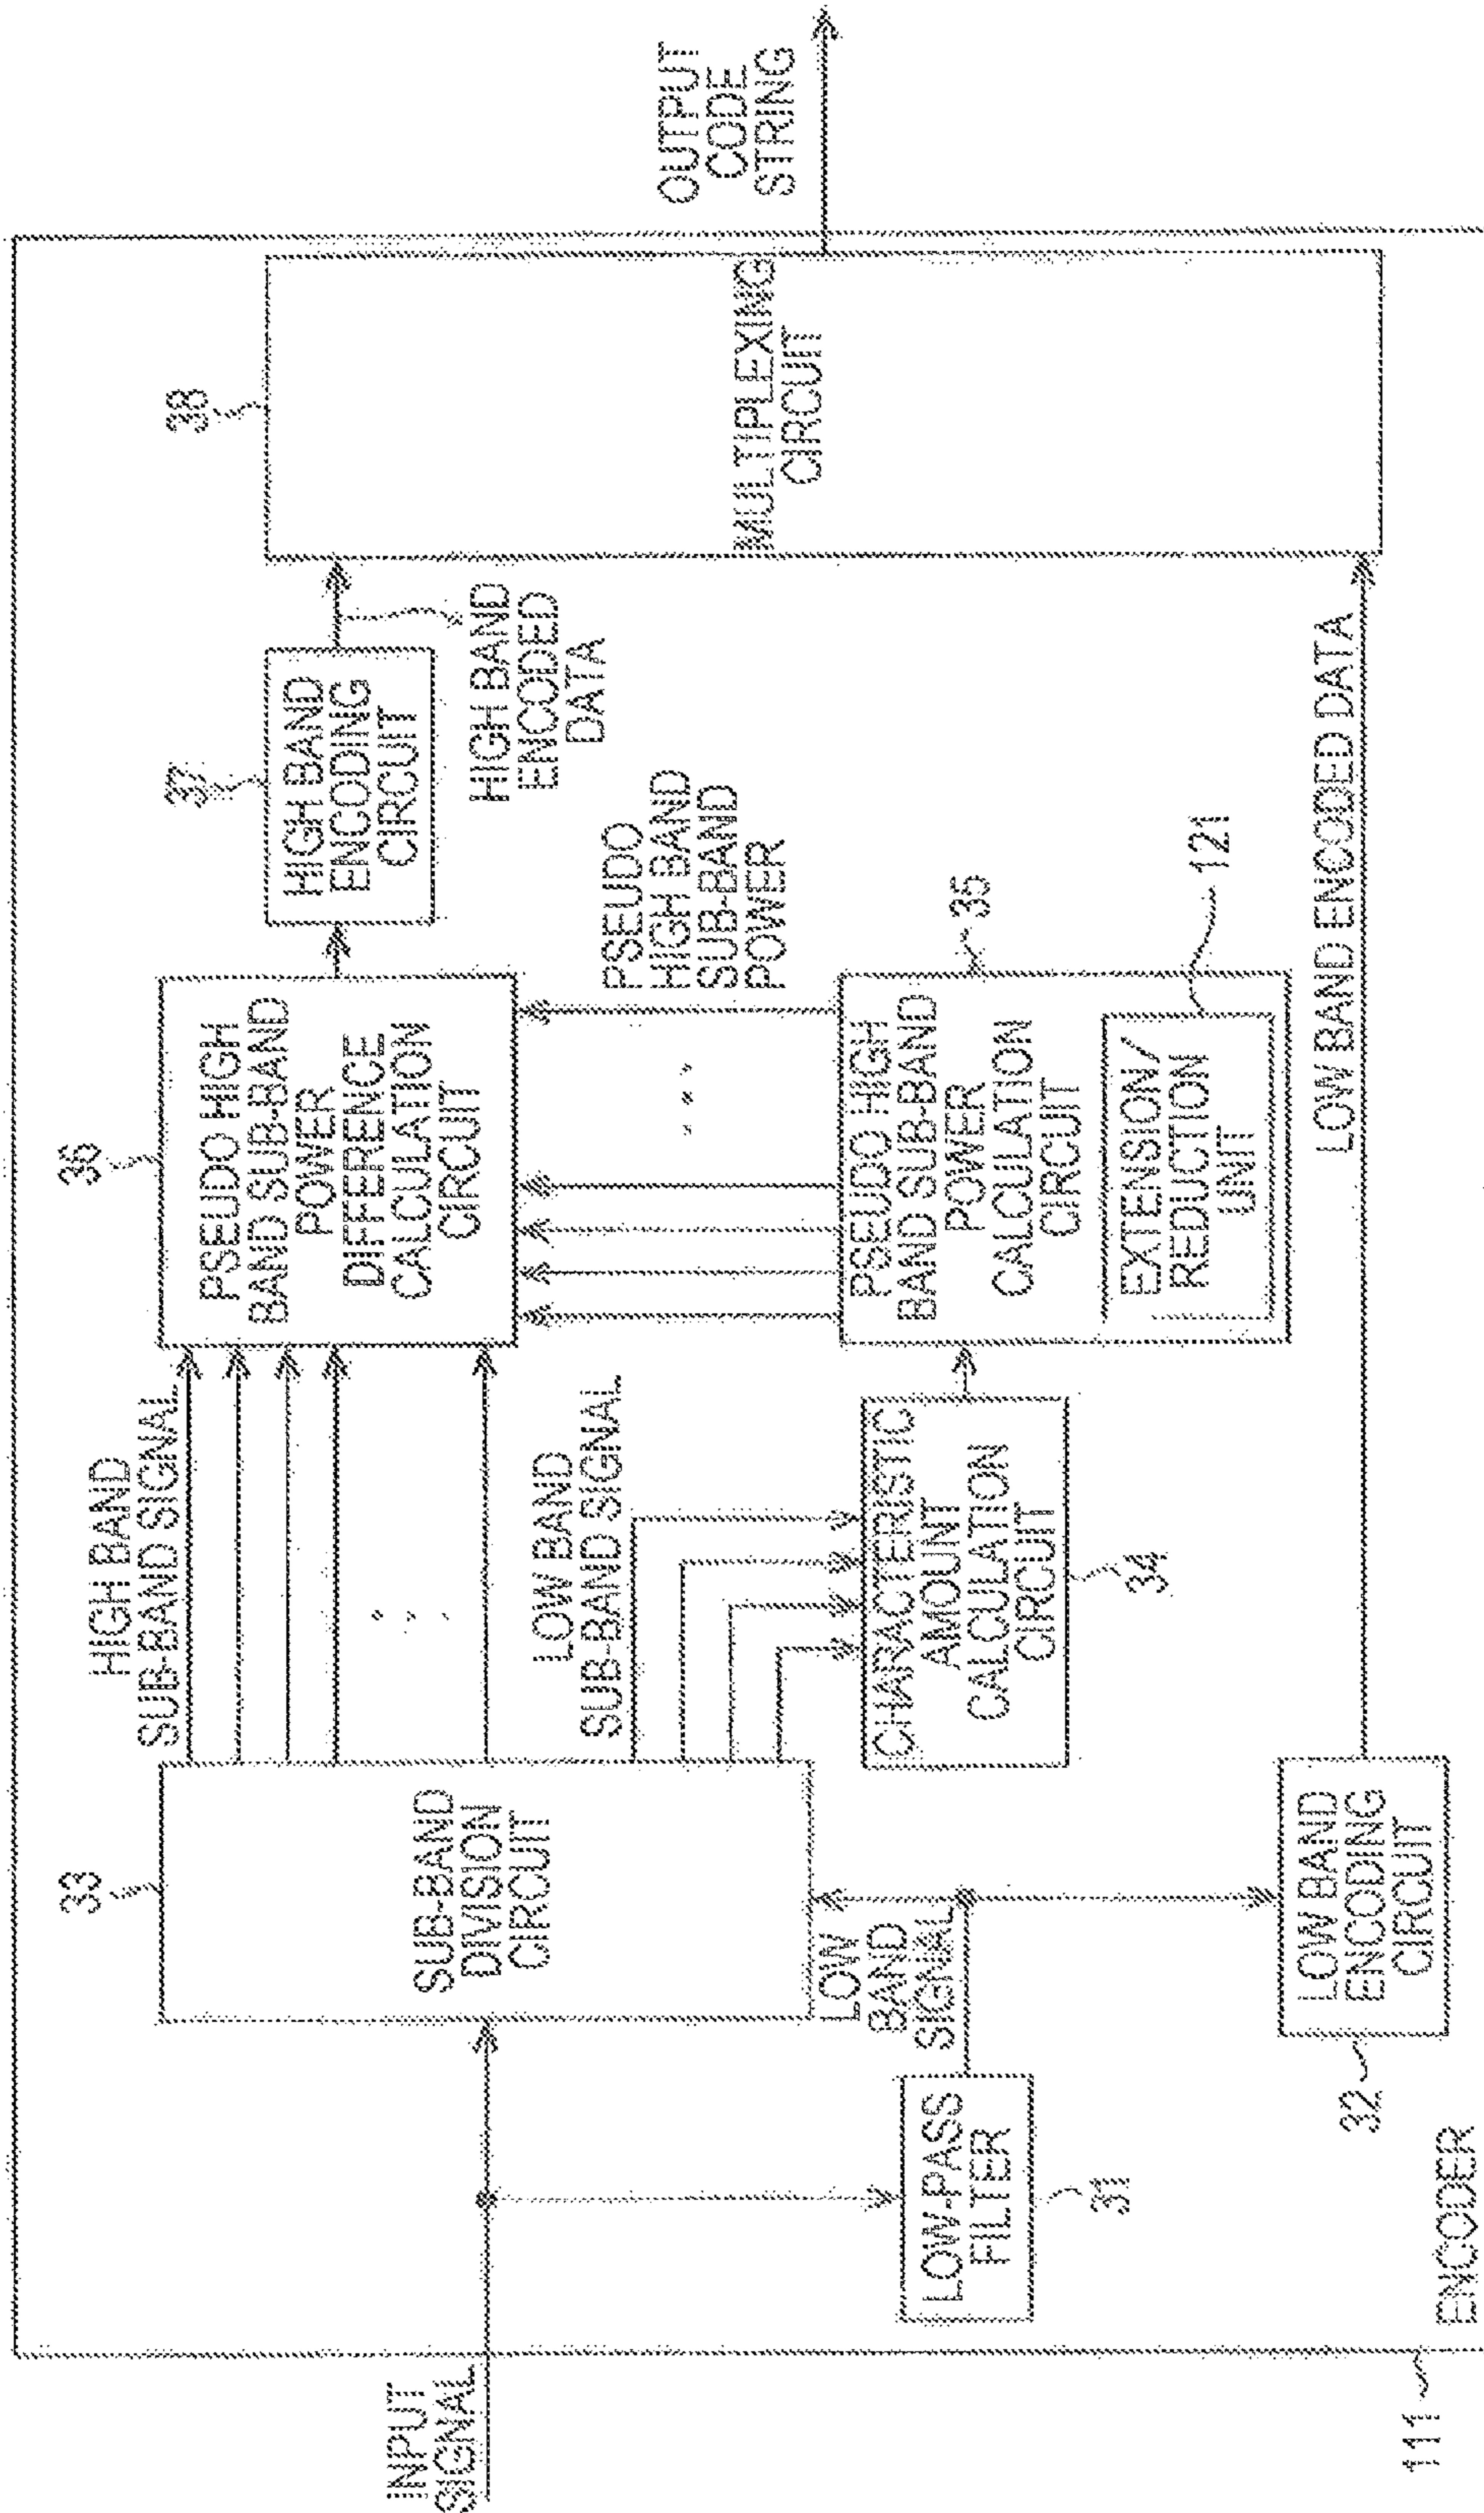 INPUT
SIGNAL
111
ENCODER
LOW-PASS
FILTER
31
33
SUB-BAND
DIVISION
CIRCUIT
LOW
BAND
SIGNAL
32
LOW BAND
ENCODING
CIRCUIT
HIGH BAND
SUB-BAND SIGNAL
LOW BAND
SUB-BAND SIGNAL
CHARACTERISTIC
AMOUNT
CALCULATION
CIRCUIT
34
36
PSEUDO HIGH
BAND SUB-BAND
POWER
DIFFERENCE
CALCULATION
CIRCUIT
PSEUDO
HIGH BAND
SUB-BAND
POWER
35
PSEUDO HIGH
BAND SUB-BAND
POWER
CALCULATION
CIRCUIT
EXTENSION/
REDUCTION
UNIT
121
37
HIGH BAND
ENCODING
CIRCUIT
HIGH BAND
ENCODED
DATA
LOW BAND ENCODED DATA
38
MULTIPLEXING
CIRCUIT
OUTPUT
CODE
STRING